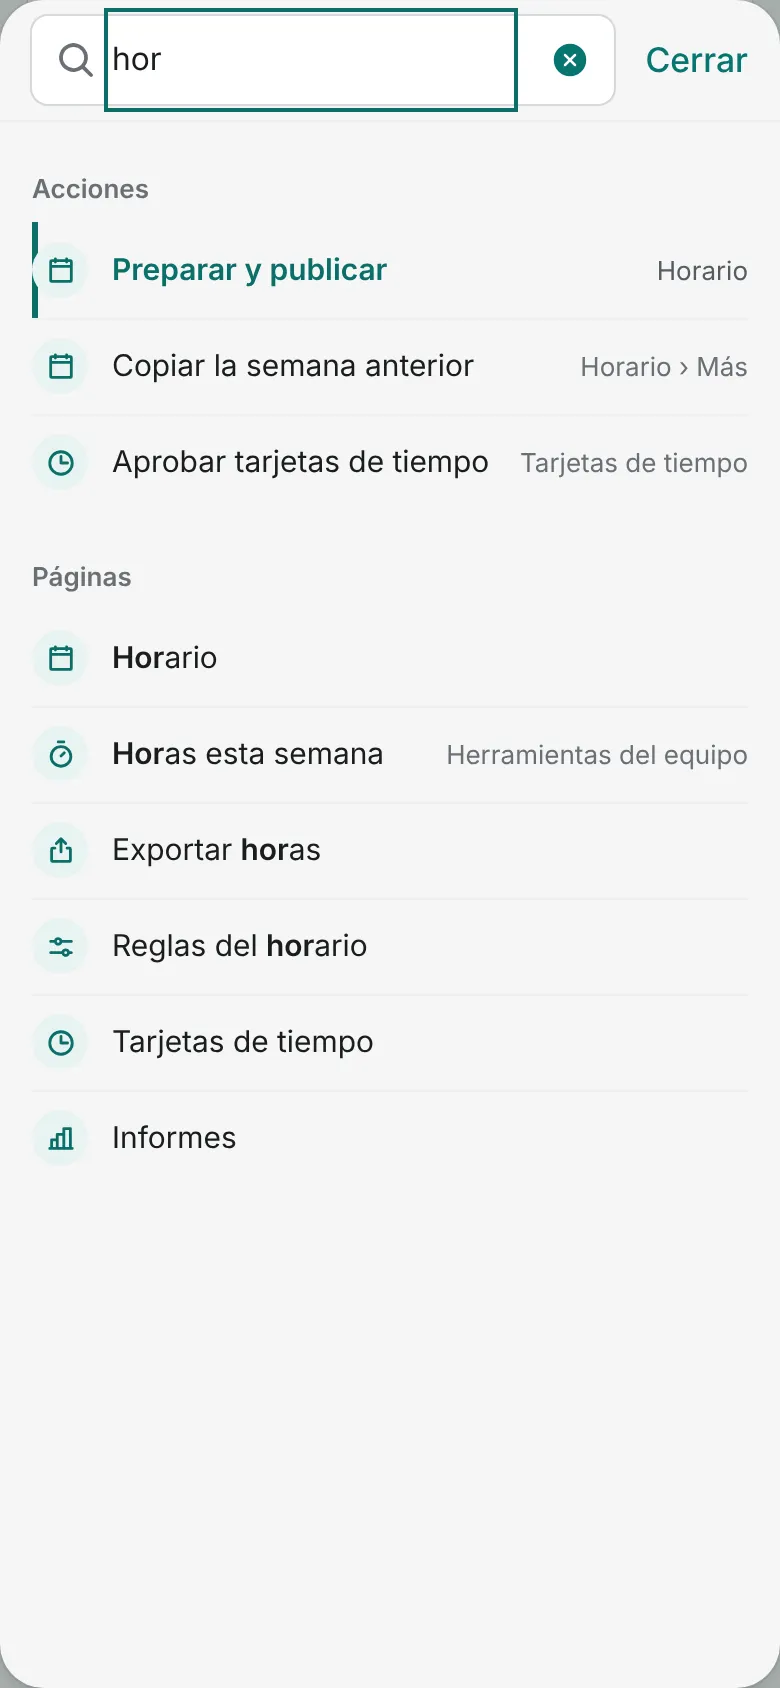 hor
Cerrar
Acciones
Preparar y publicar Horario
Copiar la semana anterior Horario › Más
Aprobar tarjetas de tiempo Tarjetas de tiempo
Páginas
Horario
Horas esta semana Herramientas del equipo
Exportar horas
Reglas del horario
Tarjetas de tiempo
Informes